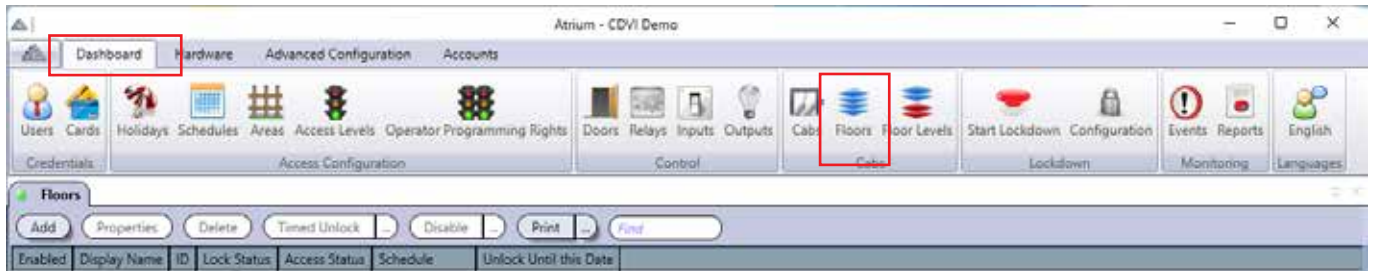 Atrium - CDVI Demo
Dashboard Hardware Advanced Configuration Accounts
Users Cards Holidays Schedules Areas Access Levels Operator Programming Rights Doors Relays Inputs Outputs Cabs Floors Floor Levels Start Lockdown Configuration Events Reports English
Credentials Access Configuration Control Cabs Lockdown Monitoring Languages
Floors
Add Properties Delete Timed Unlock ... Disable ... Print ... Find
Enabled Display Name ID Lock Status Access Status Schedule Unlock Until this Date